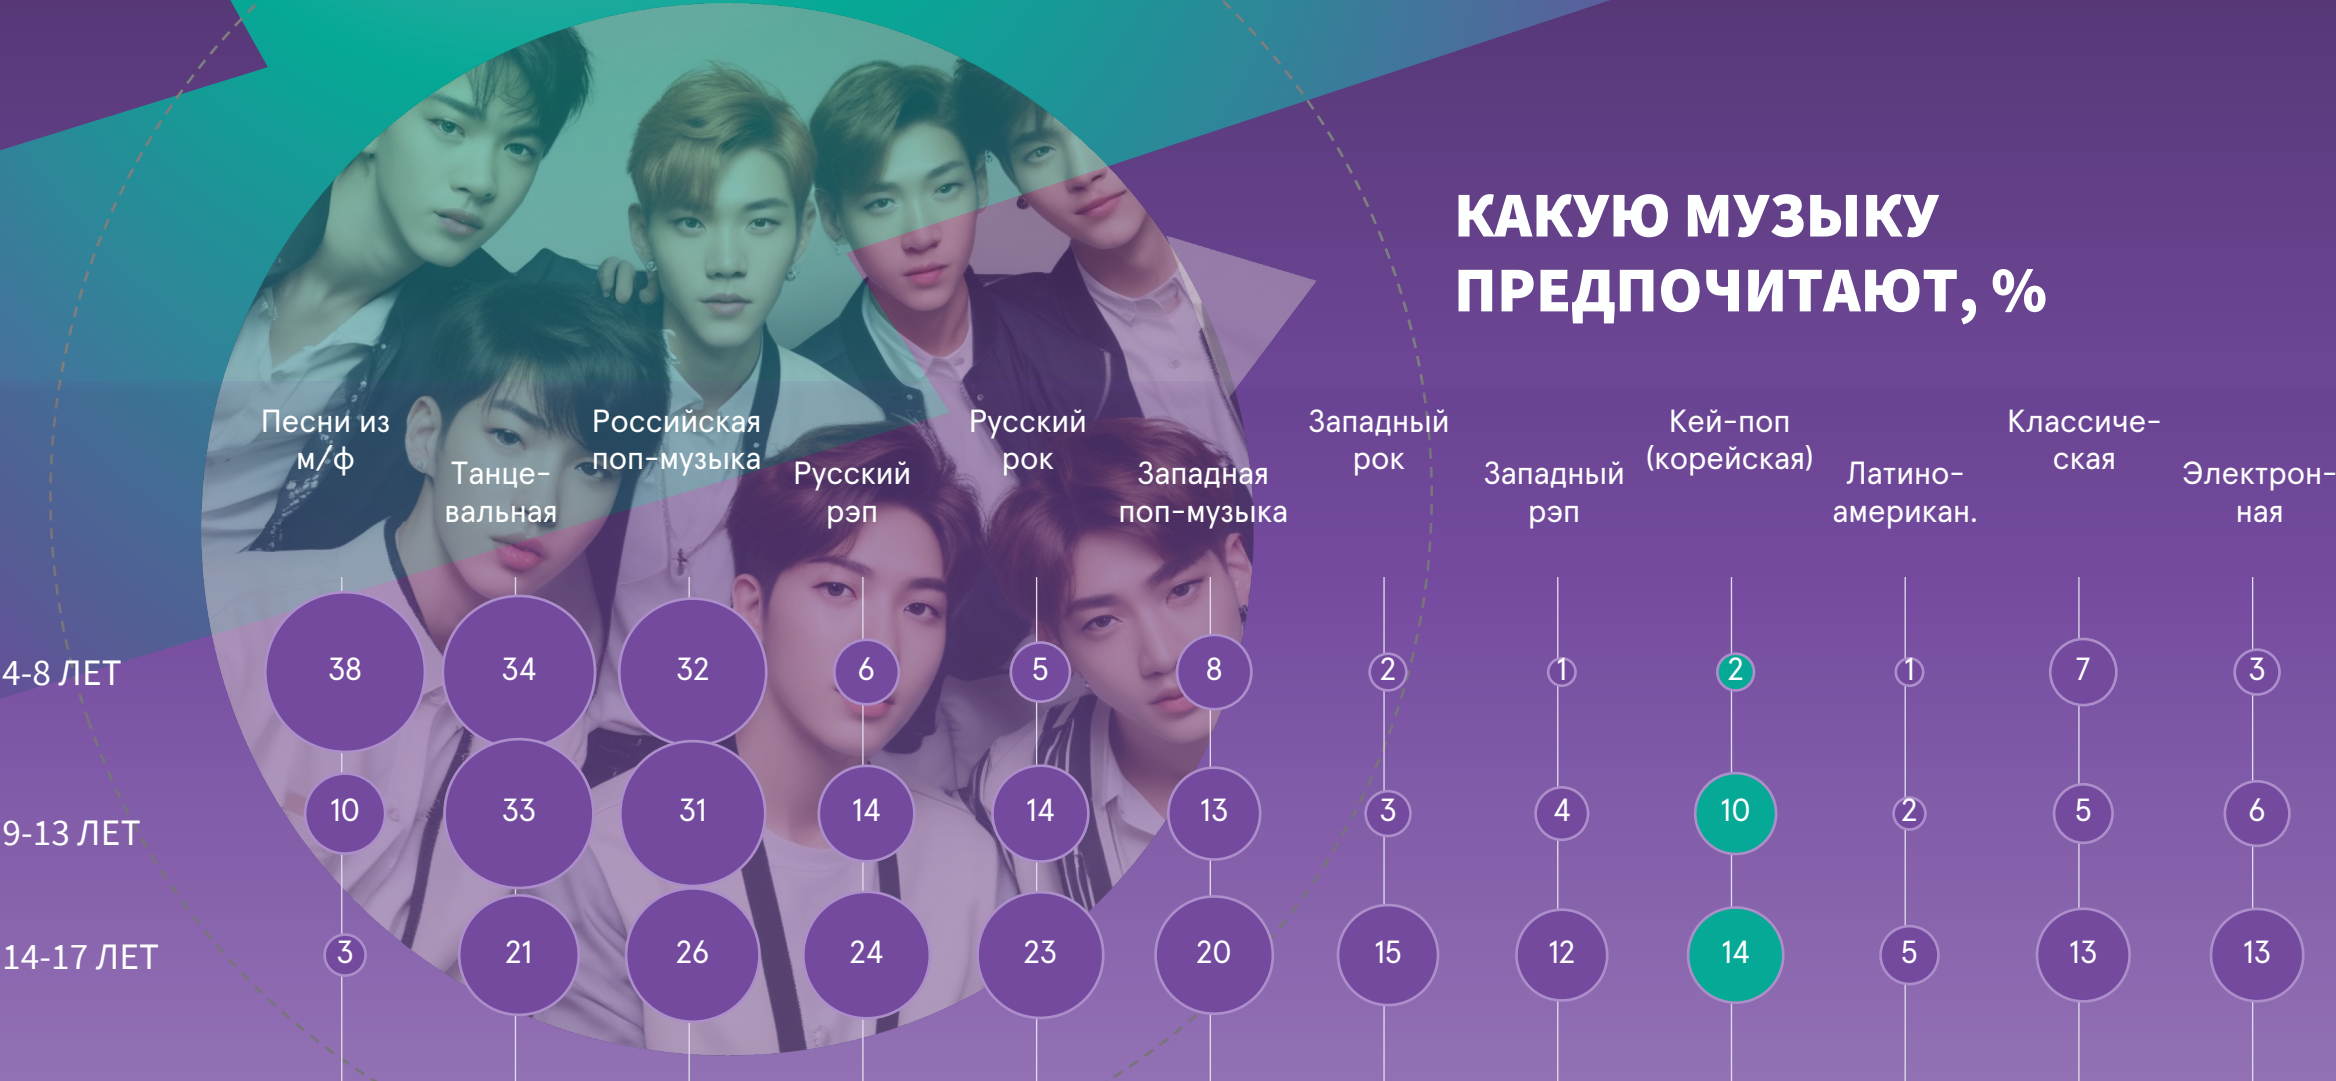 КАКУЮ МУЗЫКУ
ПРЕДПОЧИТАЮТ, %
Песни из
м/ф
Танце-
вальная
Российская
поп-музыка
Русский
рэп
Русский
рок
Западная
поп-музыка
Западный
рок
Западный
рэп
Кей-поп
(корейская)
Латино-
американ.
Классиче-
ская
Электрон-
ная
4-8 ЛЕТ 38 34 32 6 5 8 2 1 2 1 7 3
9-13 ЛЕТ 10 33 31 14 14 13 3 4 10 2 5 6
14-17 ЛЕТ 3 21 26 24 23 20 15 12 14 5 13 13